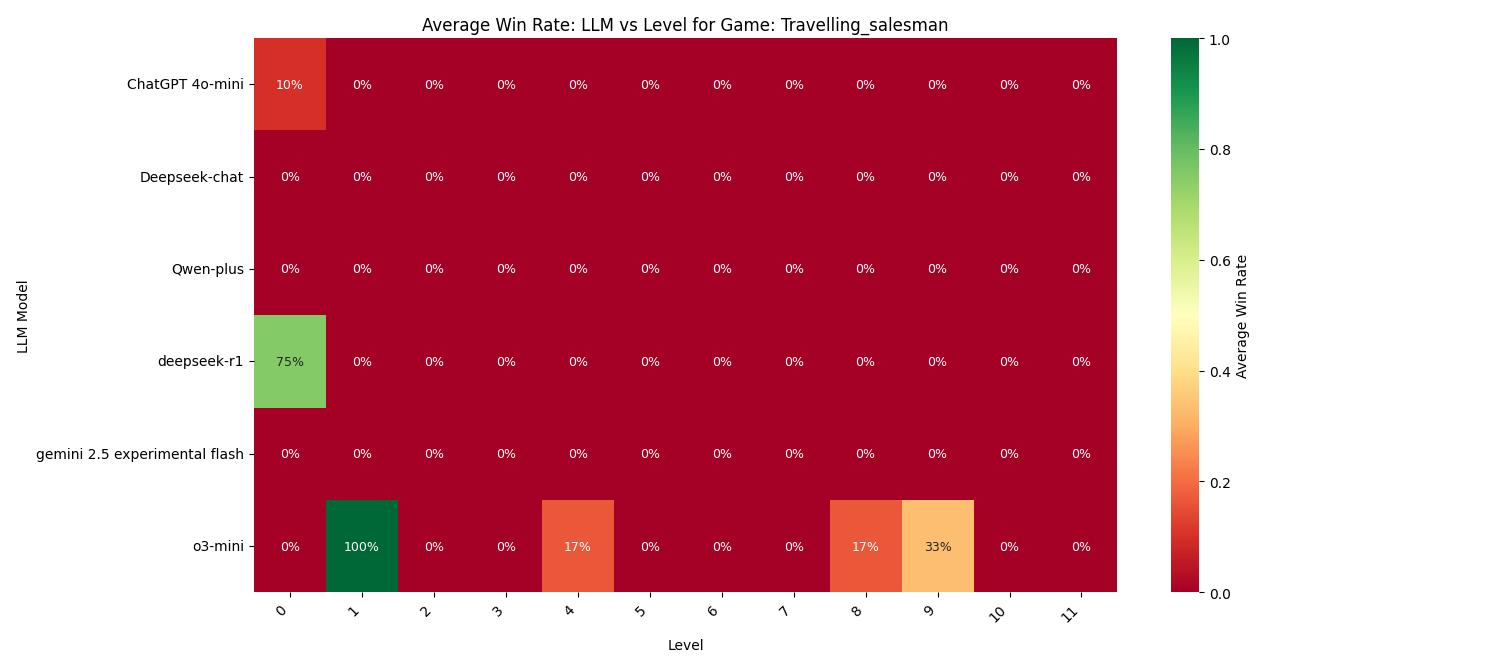 Average Win Rate: LLM vs Level for Game: Travelling_salesman
LLM Model
ChatGPT 4o-mini 10% 0% 0% 0% 0% 0% 0% 0% 0% 0% 0% 0%
Deepseek-chat 0% 0% 0% 0% 0% 0% 0% 0% 0% 0% 0% 0%
Qwen-plus 0% 0% 0% 0% 0% 0% 0% 0% 0% 0% 0% 0%
deepseek-r1 75% 0% 0% 0% 0% 0% 0% 0% 0% 0% 0% 0%
gemini 2.5 experimental flash 0% 0% 0% 0% 0% 0% 0% 0% 0% 0% 0% 0%
o3-mini 0% 100% 0% 0% 17% 0% 0% 0% 17% 33% 0% 0%
0 1 2 3 4 5 6 7 8 9 10 11
Level
1.0
0.8
0.6
0.4
0.2
0.0
Average Win Rate